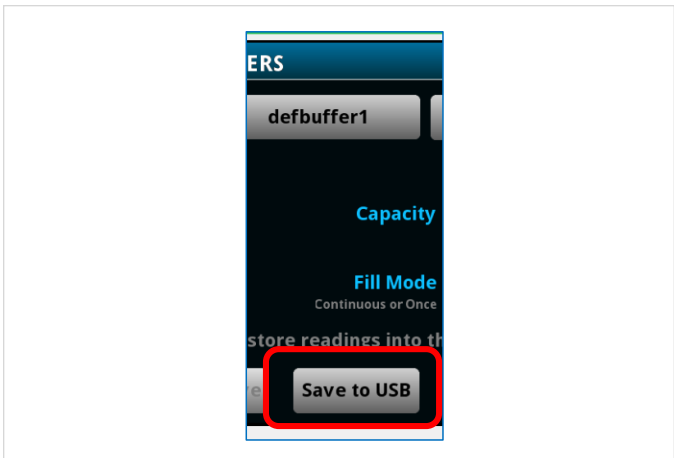 ERS
defbuffer1
Capacity
Fill Mode
Continuous or Once
store readings into th
Save to USB